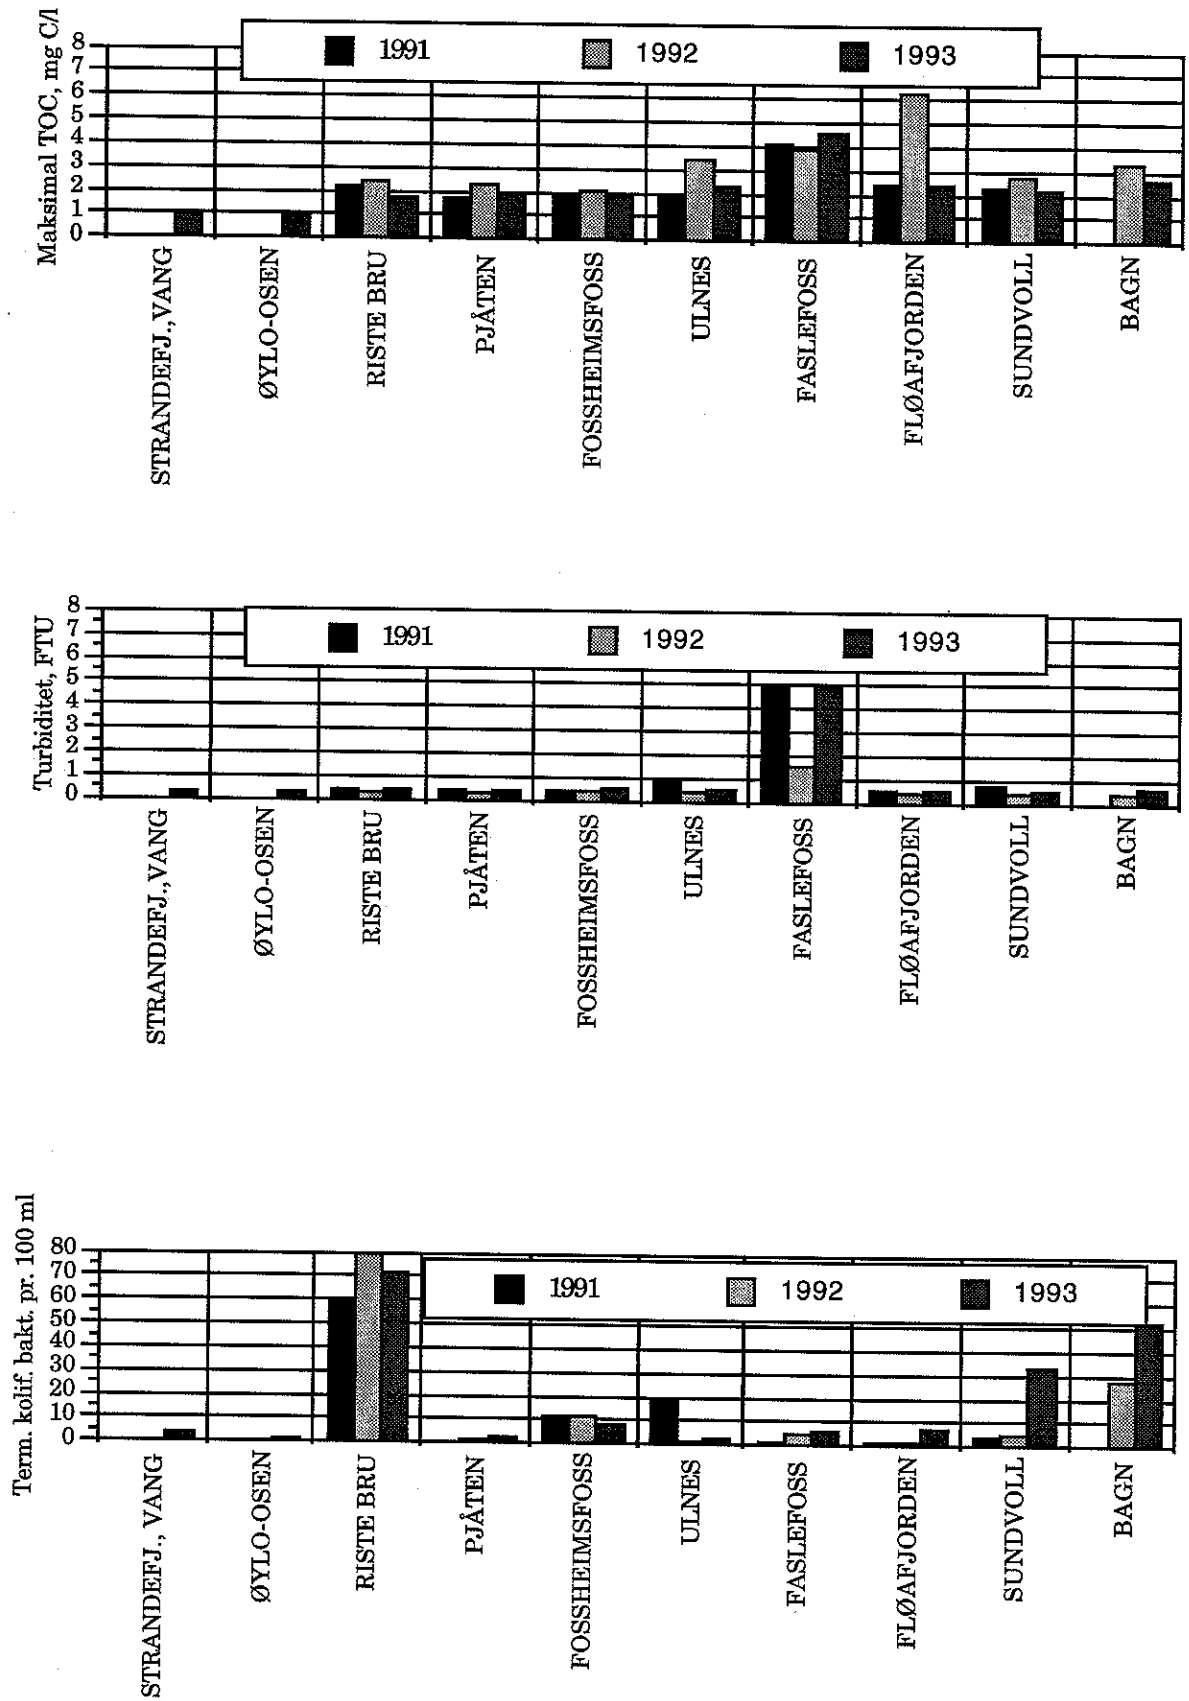 Maksimal TOC, mg C/l
8
7
6
5
4
3
2
1
0
1991 1992 1993
STRANDEFJ.,VANG
ØYLO-OSEN
RISTE BRU
PJÅTEN
FOSSHEIMSFOSS
ULNES
FASLEFOSS
FLØAFJORDEN
SUNDVOLL
BAGN
Turbiditet, FTU
8
7
6
5
4
3
2
1
0
1991 1992 1993
STRANDEFJ.,VANG
ØYLO-OSEN
RISTE BRU
PJÅTEN
FOSSHEIMSFOSS
ULNES
FASLEFOSS
FLØAFJORDEN
SUNDVOLL
BAGN
Term. kolif. bakt. pr. 100 ml
80
70
60
50
40
30
20
10
0
1991 1992 1993
STRANDEFJ., VANG
ØYLO-OSEN
RISTE BRU
PJÅTEN
FOSSHEIMSFOSS
ULNES
FASLEFOSS
FLØAFJORDEN
SUNDVOLL
BAGN